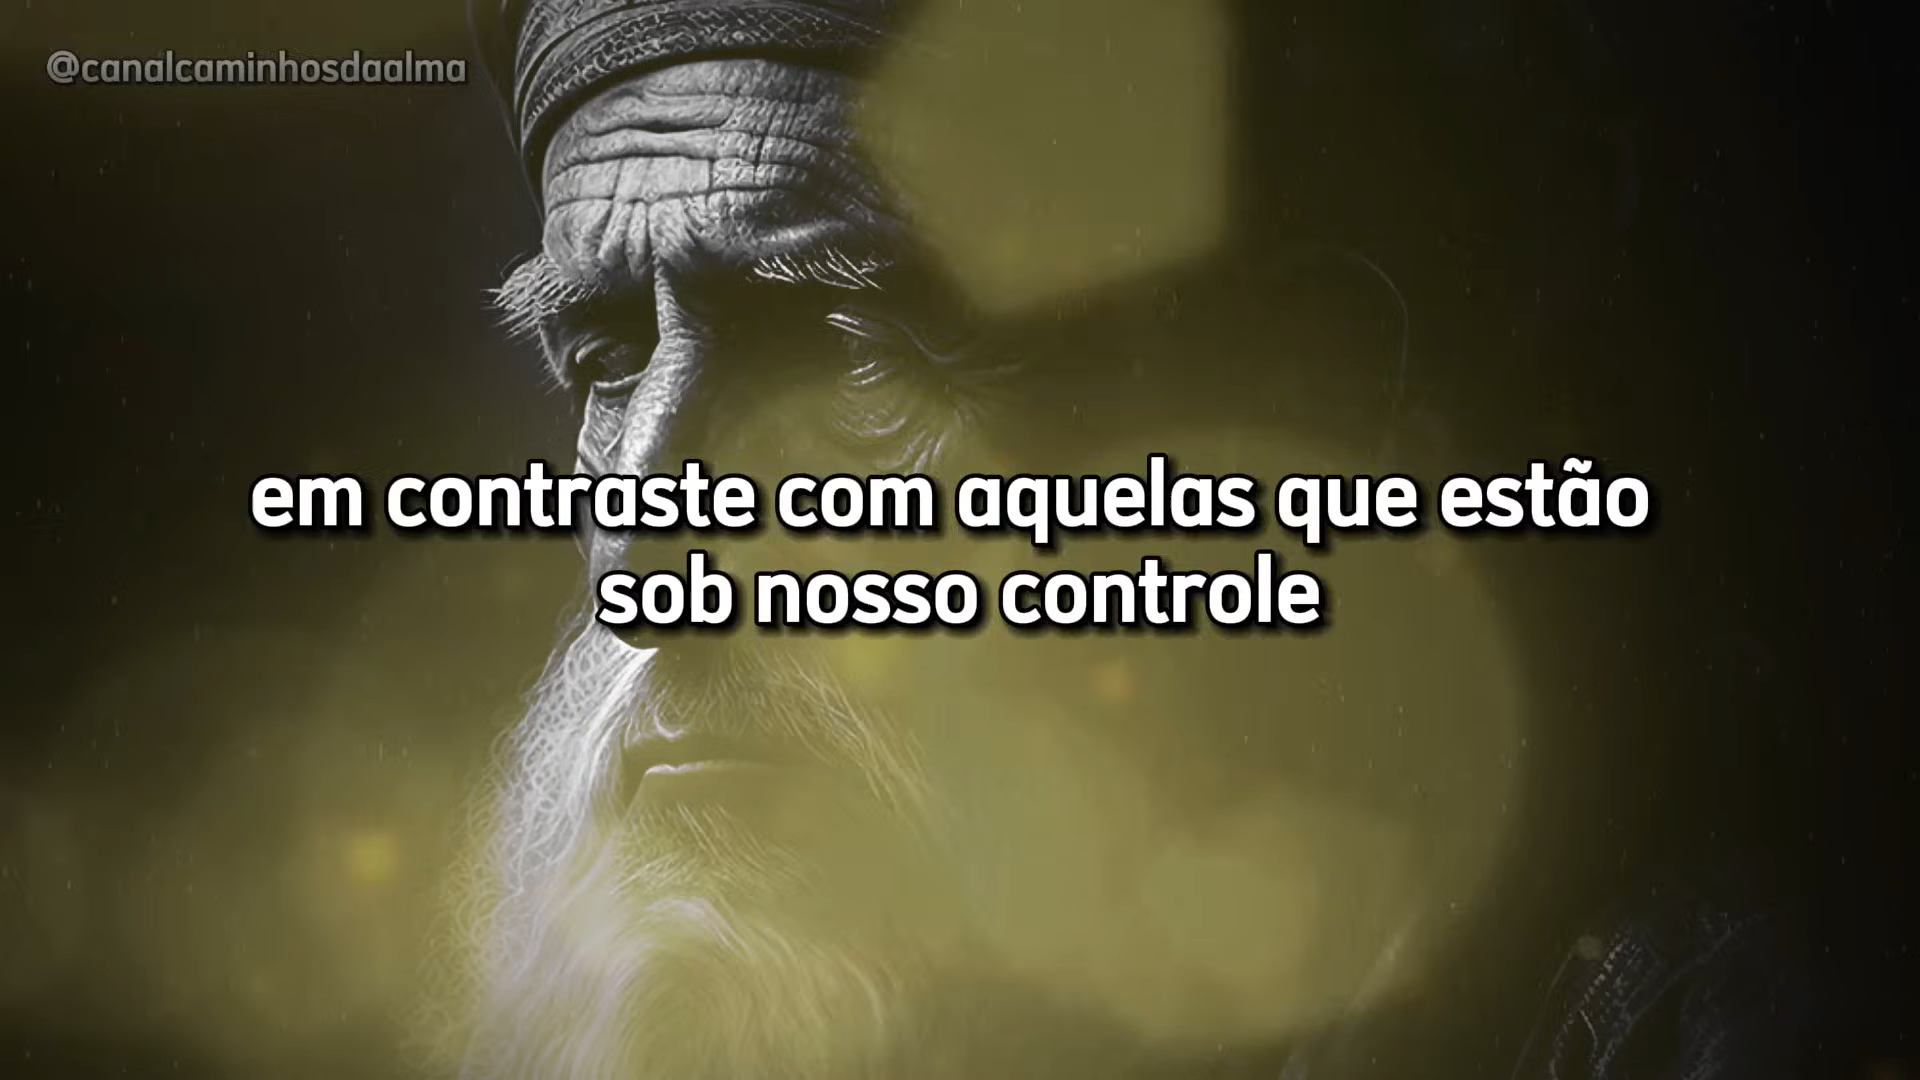 @canalcaminhosdaalma
em contraste com aquelas que estão
sob nosso controle